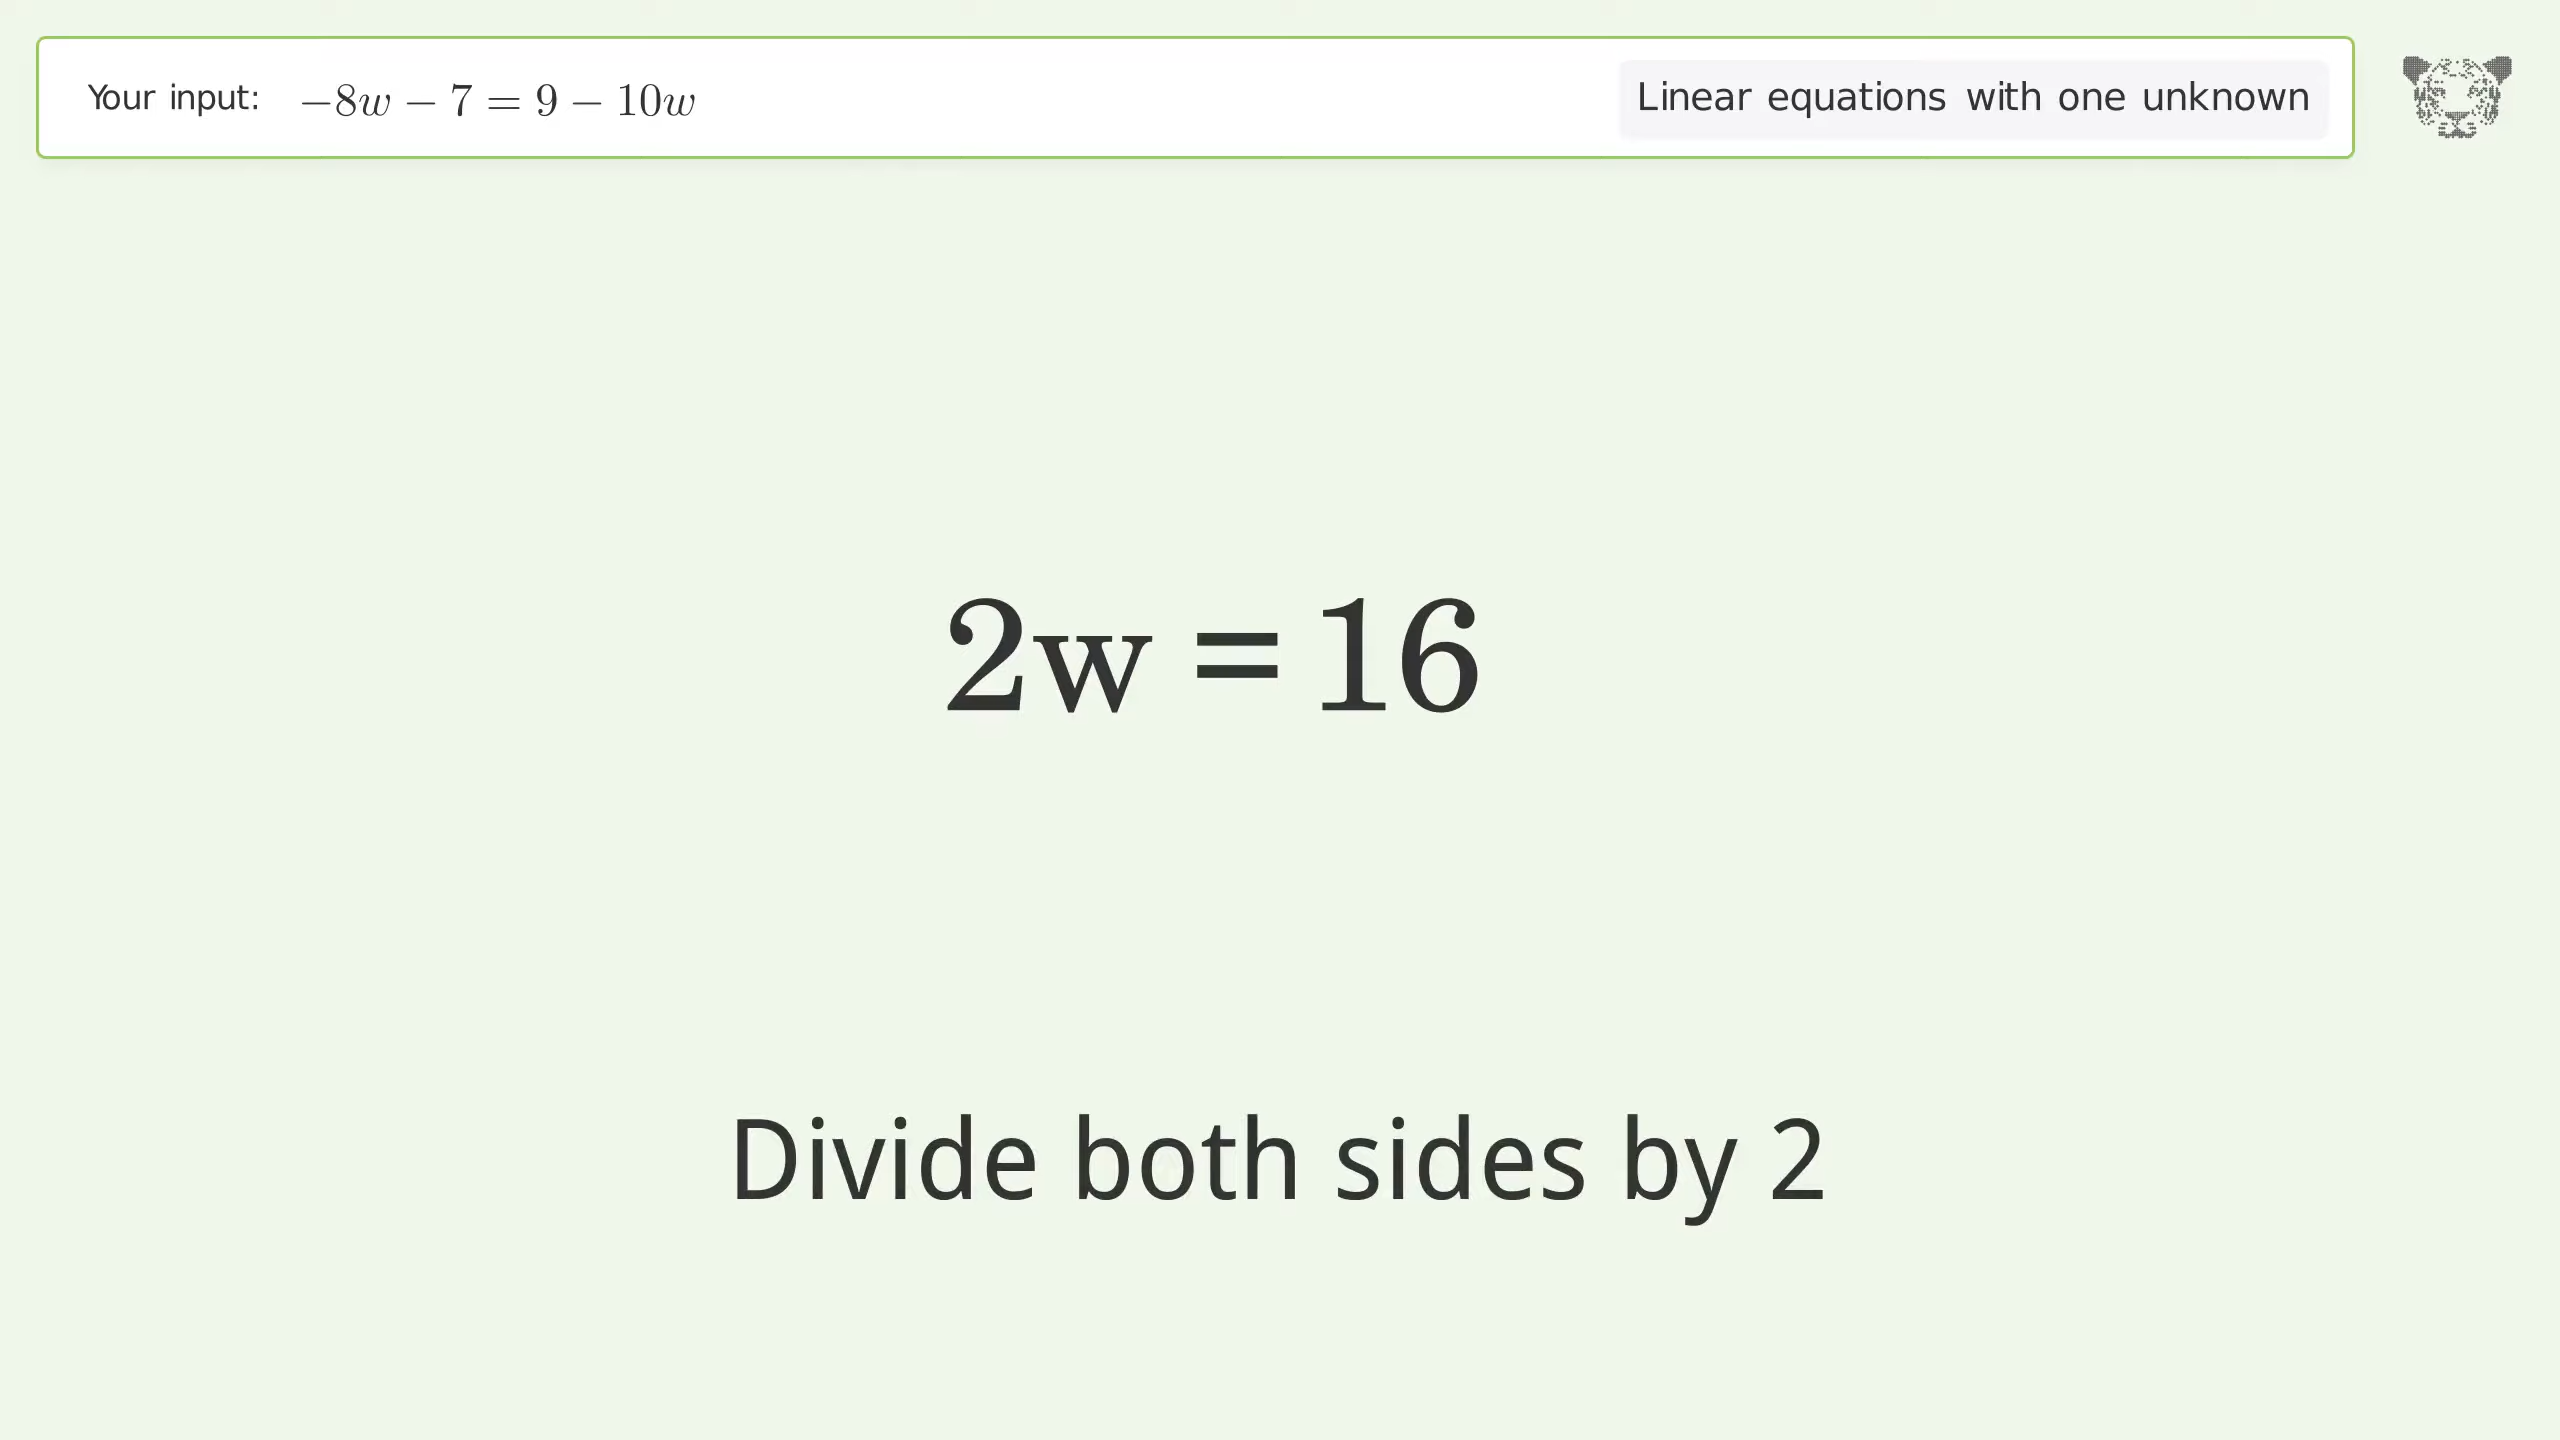 Your input: −8w − 7 = 9 − 10w
Linear equations with one unknown
2w = 16
Divide both sides by 2